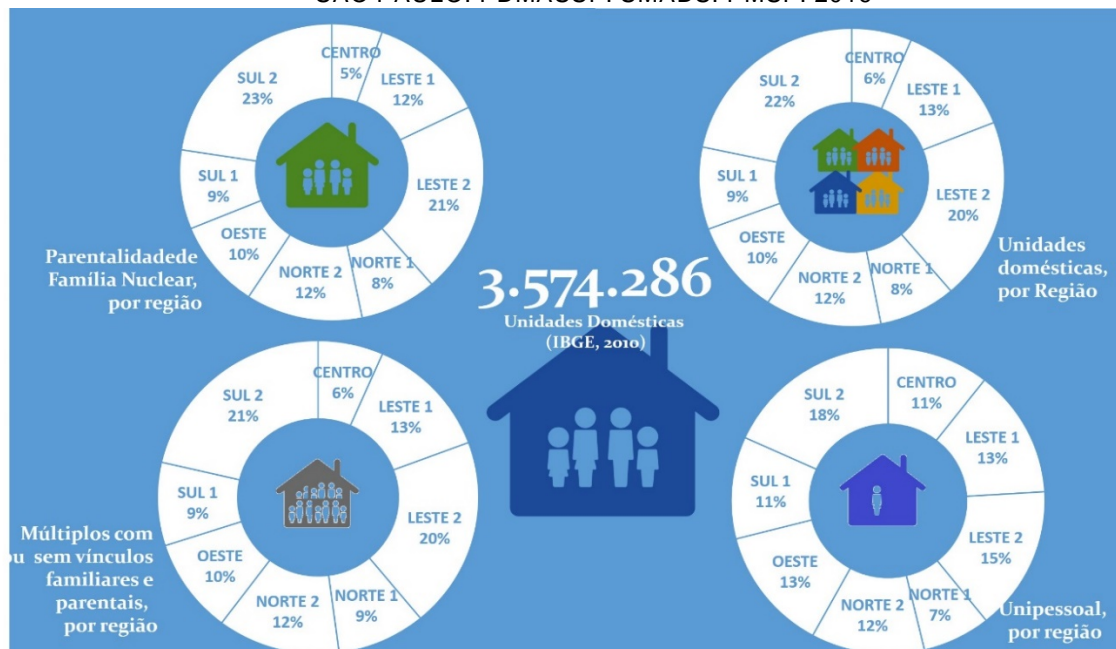 CENTRO
5%
LESTE 1
12%
LESTE 2
21%
NORTE 1
8%
NORTE 2
12%
OESTE
10%
SUL 1
9%
SUL 2
23%
Parentalidadede
Família Nuclear,
por região
CENTRO
6%
LESTE 1
13%
LESTE 2
20%
NORTE 1
8%
NORTE 2
12%
OESTE
10%
SUL 1
9%
SUL 2
22%
Unidades
domésticas,
por Região
3.574.286
Unidades Domésticas
(IBGE, 2010)
CENTRO
6%
LESTE 1
13%
LESTE 2
20%
NORTE 1
9%
NORTE 2
12%
OESTE
10%
SUL 1
9%
SUL 2
21%
Múltiplos com
ou sem vínculos
familiares e
parentais,
por região
CENTRO
11%
LESTE 1
13%
LESTE 2
15%
NORTE 1
7%
NORTE 2
12%
OESTE
13%
SUL 1
11%
SUL 2
18%
Unipessoal,
por região